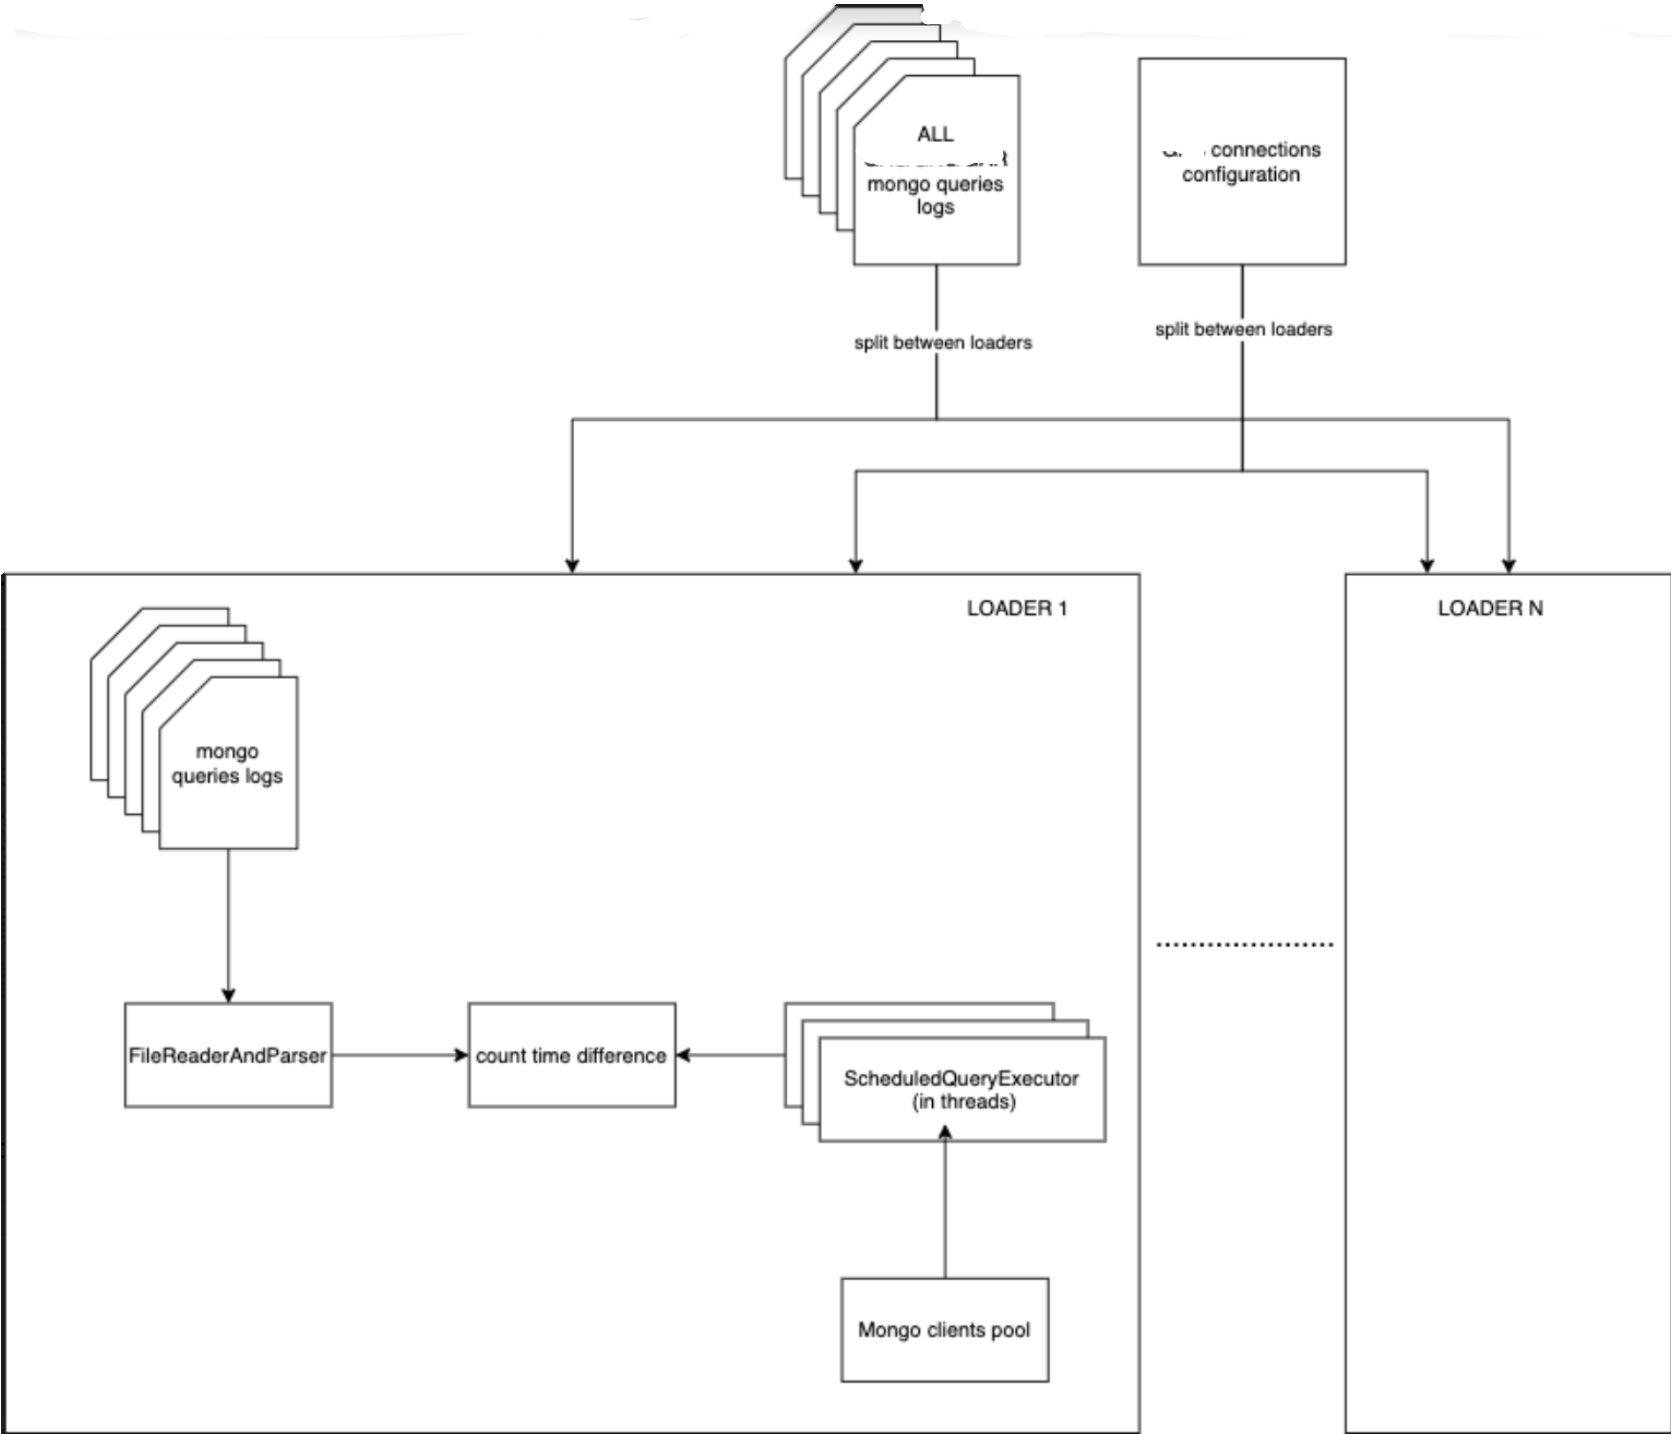 ALL
mongo queries
logs
connections
configuration
split between loaders
split between loaders
LOADER 1
LOADER N
mongo
queries logs
FileReaderAndParser
count time difference
ScheduledQueryExecutor
(in threads)
Mongo clients pool